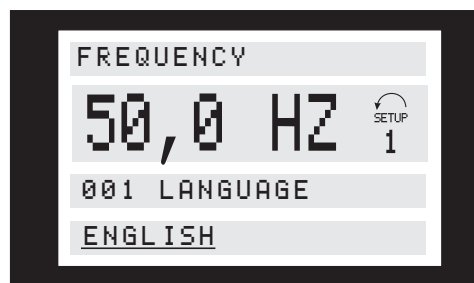 FREQUENCY
50,0 HZ
SETUP
1
001 LANGUAGE
ENGLISH